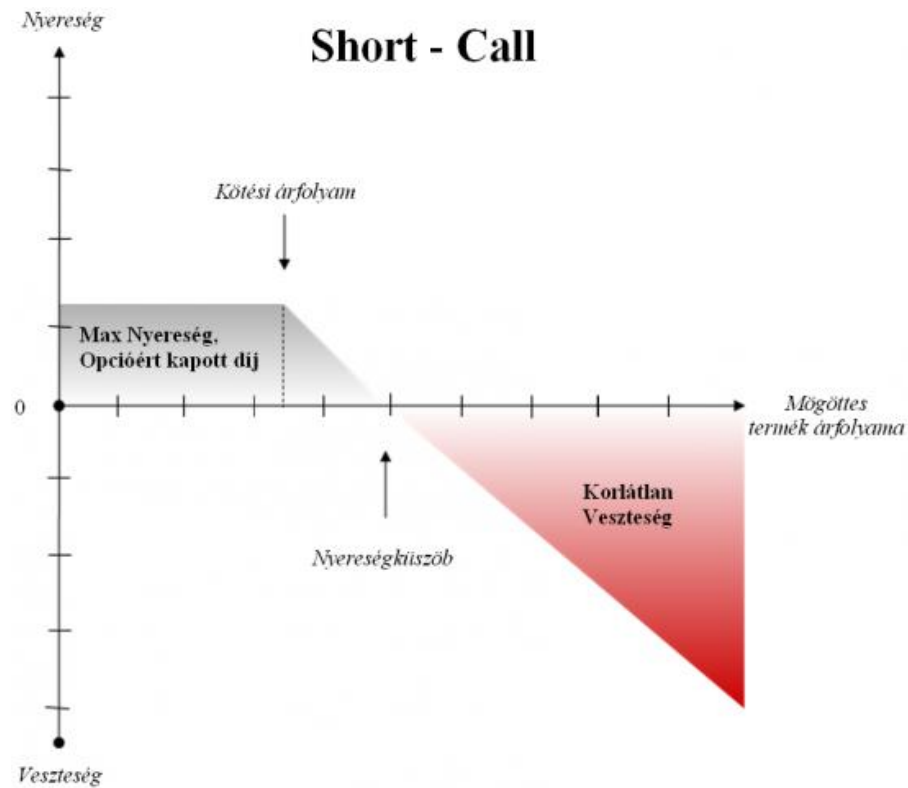 Nyereség
Short - Call
Kötési árfolyam
Max Nyereség,
Opcióért kapott díj
0
Mögöttes
termék árfolyama
Korlátlan
Veszteség
Nyereségküszöb
Veszteség